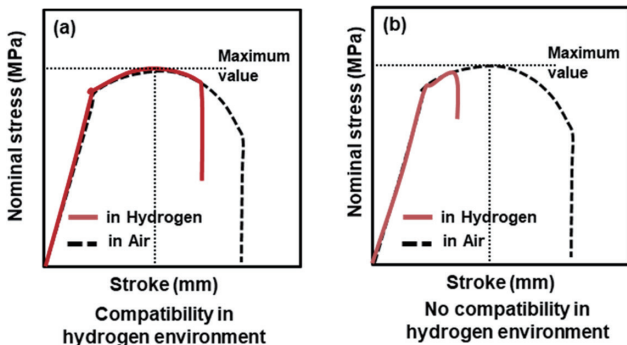 (a)
Maximum
value
Nominal stress (MPa)
in Hydrogen
in Air
Stroke (mm)
Compatibility in
hydrogen environment
(b)
Maximum
value
Nominal stress (MPa)
in Hydrogen
in Air
Stroke (mm)
No compatibility in
hydrogen environment